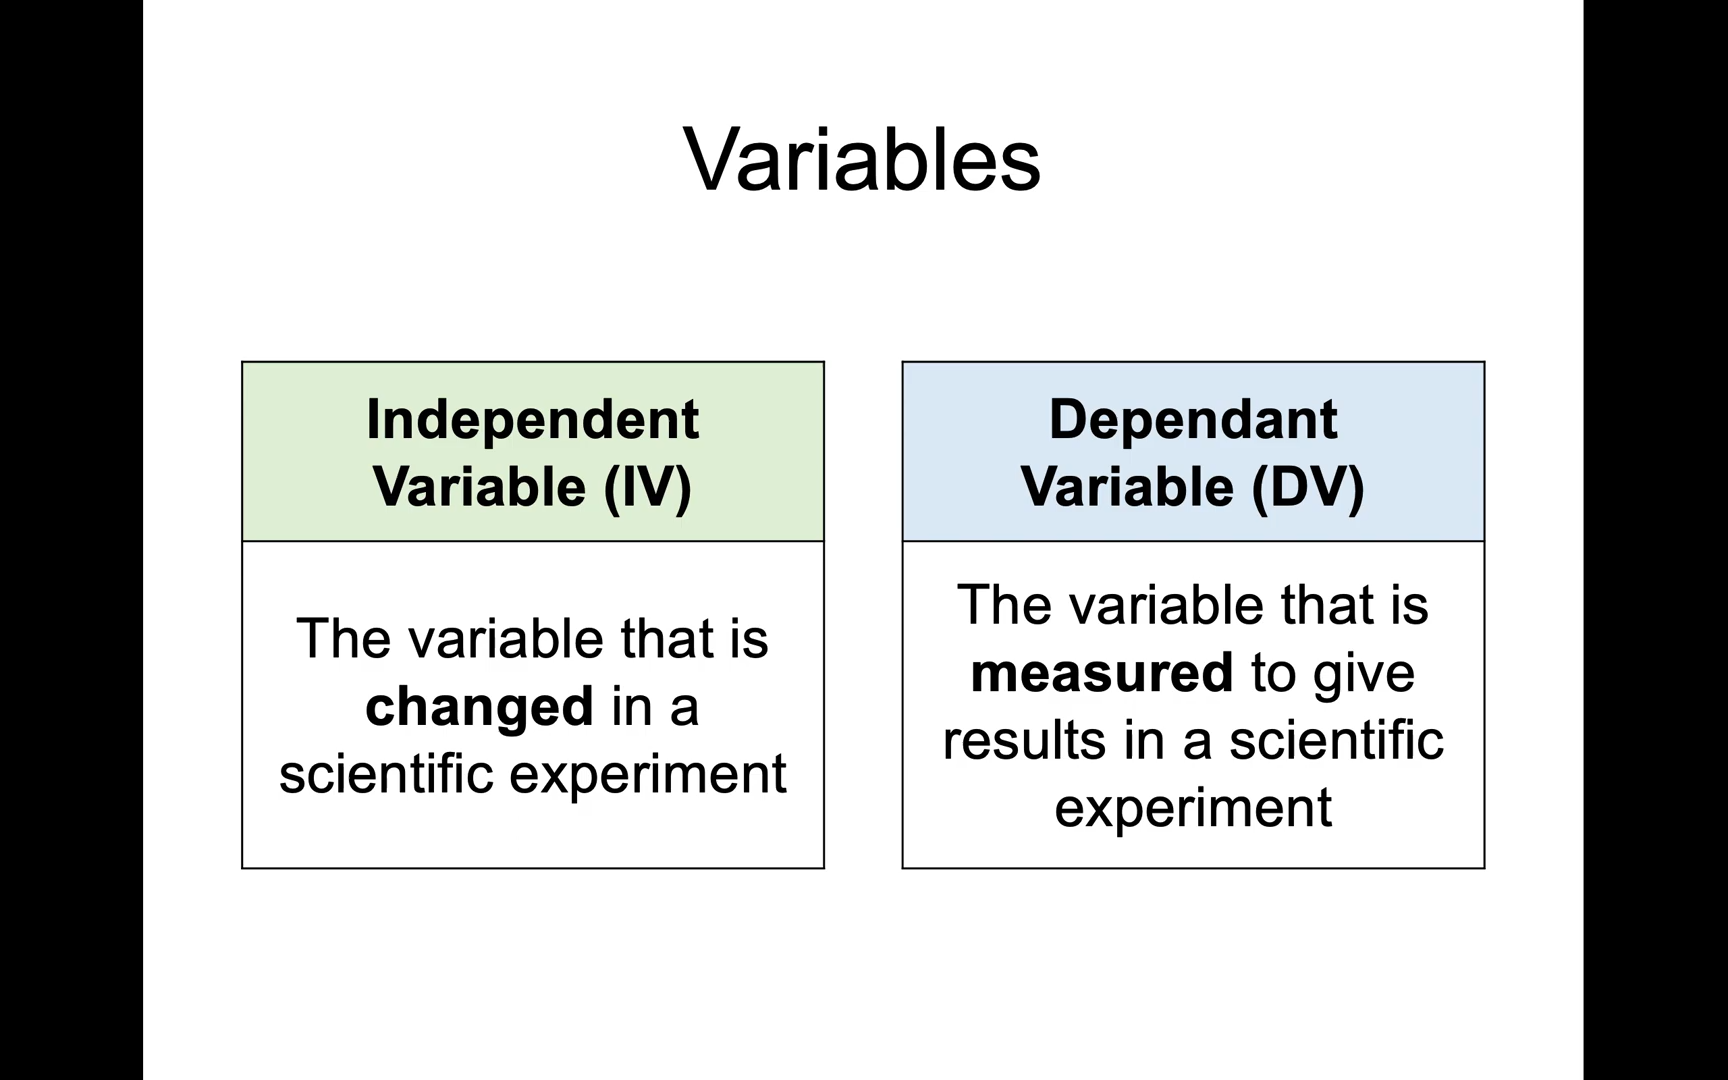 Variables
Independent
Variable (IV)
The variable that is
changed in a
scientific experiment
Dependant
Variable (DV)
The variable that is
measured to give
results in a scientific
experiment